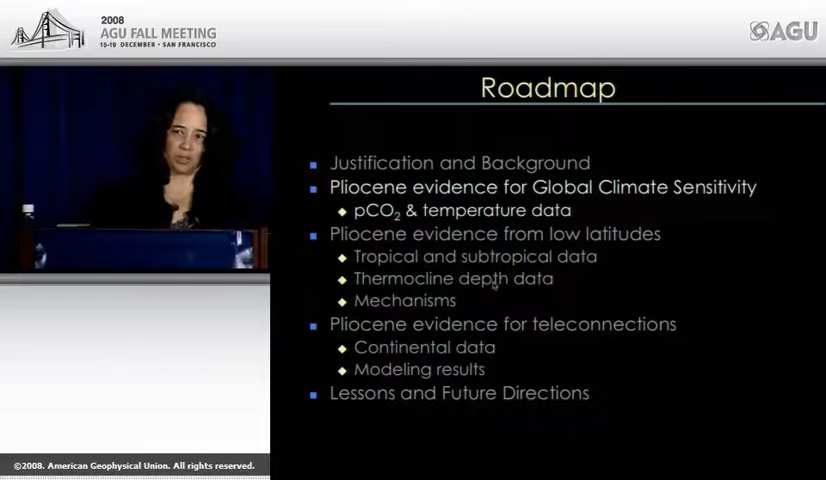 2008
AGU FALL MEETING
15-19 DECEMBER - SAN FRANCISCO
AGU
Roadmap
Justification and Background
Pliocene evidence for Global Climate Sensitivity
pCO₂ & temperature data
Pliocene evidence from low latitudes
Tropical and subtropical data
Thermocline depth data
Mechanisms
Pliocene evidence for teleconnections
Continental data
Modeling results
Lessons and Future Directions
©2008. American Geophysical Union. All rights reserved.